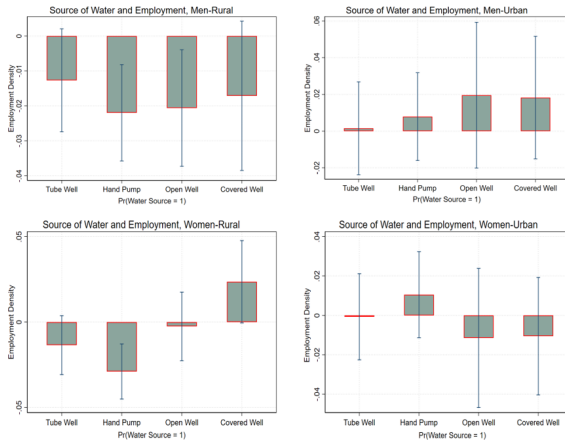 Source of Water and Employment, Men-Rural
Employment Density
0
-.01
-.02
-.03
-.04
Tube Well Hand Pump Open Well Covered Well
Pr(Water Source = 1)
Source of Water and Employment, Men-Urban
Employment Density
.06
.04
.02
0
-.02
Tube Well Hand Pump Open Well Covered Well
Pr(Water Source = 1)
Source of Water and Employment, Women-Rural
Employment Density
.05
0
-.05
Tube Well Hand Pump Open Well Covered Well
Pr(Water Source = 1)
Source of Water and Employment, Women-Urban
Employment Density
.04
.02
0
-.02
-.04
Tube Well Hand Pump Open Well Covered Well
Pr(Water Source = 1)